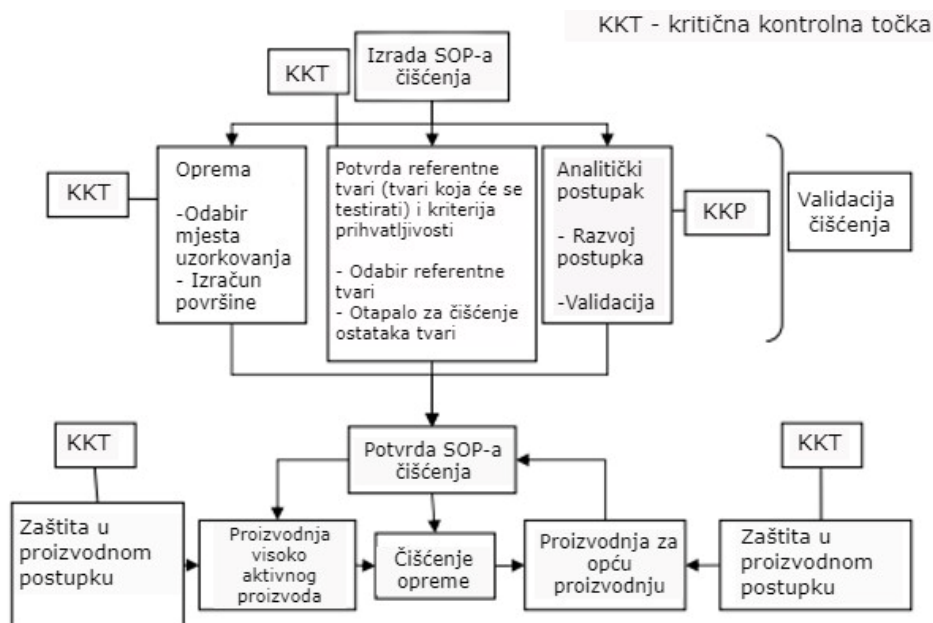 KKT - kritična kontrolna točka
Izrada SOP-a
čišćenja
KKT
KKT
Oprema
-Odabir
mjesta
uzorkovanja
- Izračun
površine
Potvrda referentne
tvari (tvari koja će se
testirati) i kriterija
prihvatljivosti
- Odabir referentne
tvari
- Otapalo za čišćenje
ostataka tvari
Analitički
postupak
- Razvoj
postupka
-Validacija
KKP
Validacija
čišćenja
KKT
Potvrda SOP-a
čišćenja
KKT
Zaštita u
proizvodnom
postupku
Proizvodnja
visoko
aktivnog
proizvoda
Čišćenje
opreme
Proizvodnja za
opću
proizvodnju
Zaštita u
proizvodnom
postupku